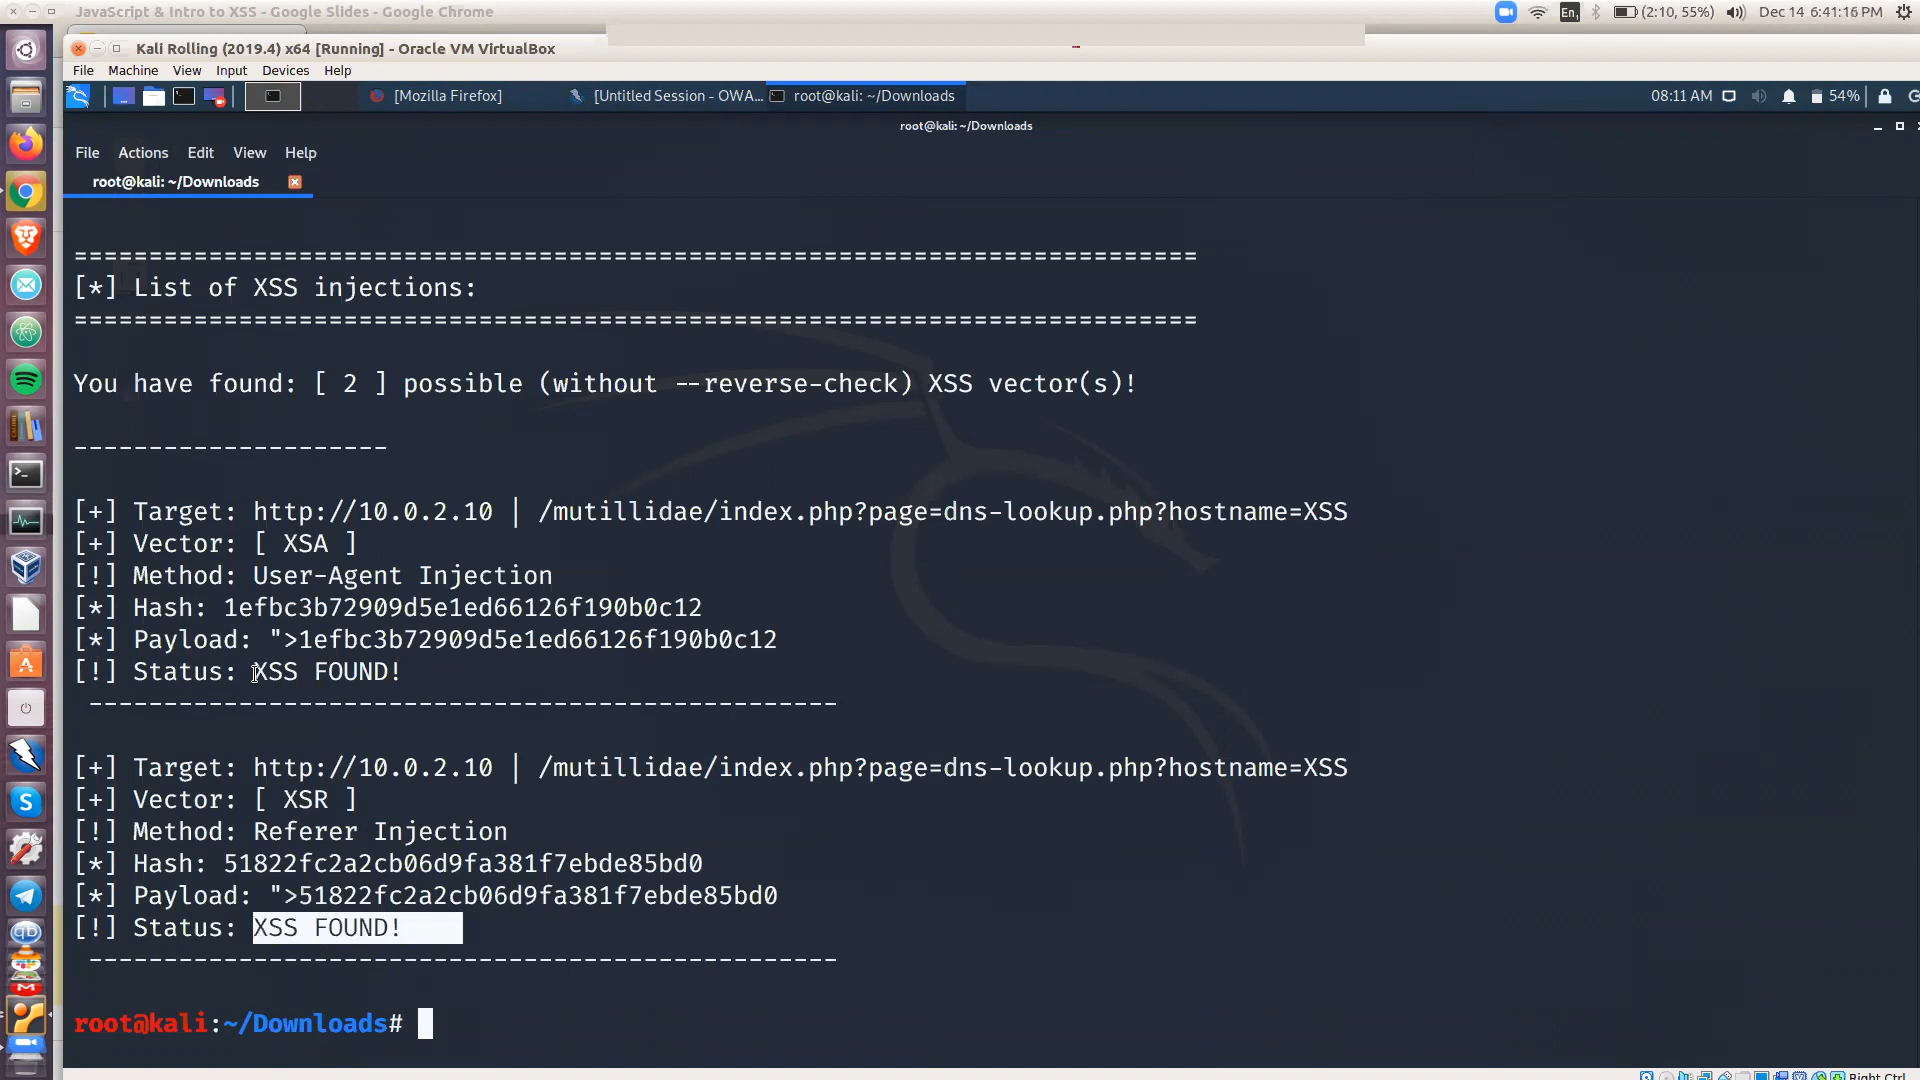 JavaScript & Intro to XSS - Google Slides - Google Chrome
En1
(2:10, 55%)
Dec 14 6:41:16 PM
Kali Rolling (2019.4) x64 [Running] - Oracle VM VirtualBox
File Machine View Input Devices Help
[Mozilla Firefox]
[Untitled Session - OWA...
root@kali: ~/Downloads
08:11 AM
54%
root@kali: ~/Downloads
File Actions Edit View Help
root@kali: ~/Downloads
===========================================================================
[*] List of XSS injections:
===========================================================================
You have found: [ 2 ] possible (without --reverse-check) XSS vector(s)!
---------------------
[+] Target: http://10.0.2.10 | /mutillidae/index.php?page=dns-lookup.php?hostname=XSS
[+] Vector: [ XSA ]
[!] Method: User-Agent Injection
[*] Hash: 1efbc3b72909d5e1ed66126f190b0c12
[*] Payload: ">1efbc3b72909d5e1ed66126f190b0c12
[!] Status: XSS FOUND!
--------------------------------------------------
[+] Target: http://10.0.2.10 | /mutillidae/index.php?page=dns-lookup.php?hostname=XSS
[+] Vector: [ XSR ]
[!] Method: Referer Injection
[*] Hash: 51822fc2a2cb06d9fa381f7ebde85bd0
[*] Payload: ">51822fc2a2cb06d9fa381f7ebde85bd0
[!] Status: XSS FOUND!
--------------------------------------------------
root@kali:~/Downloads#
Right Ctrl